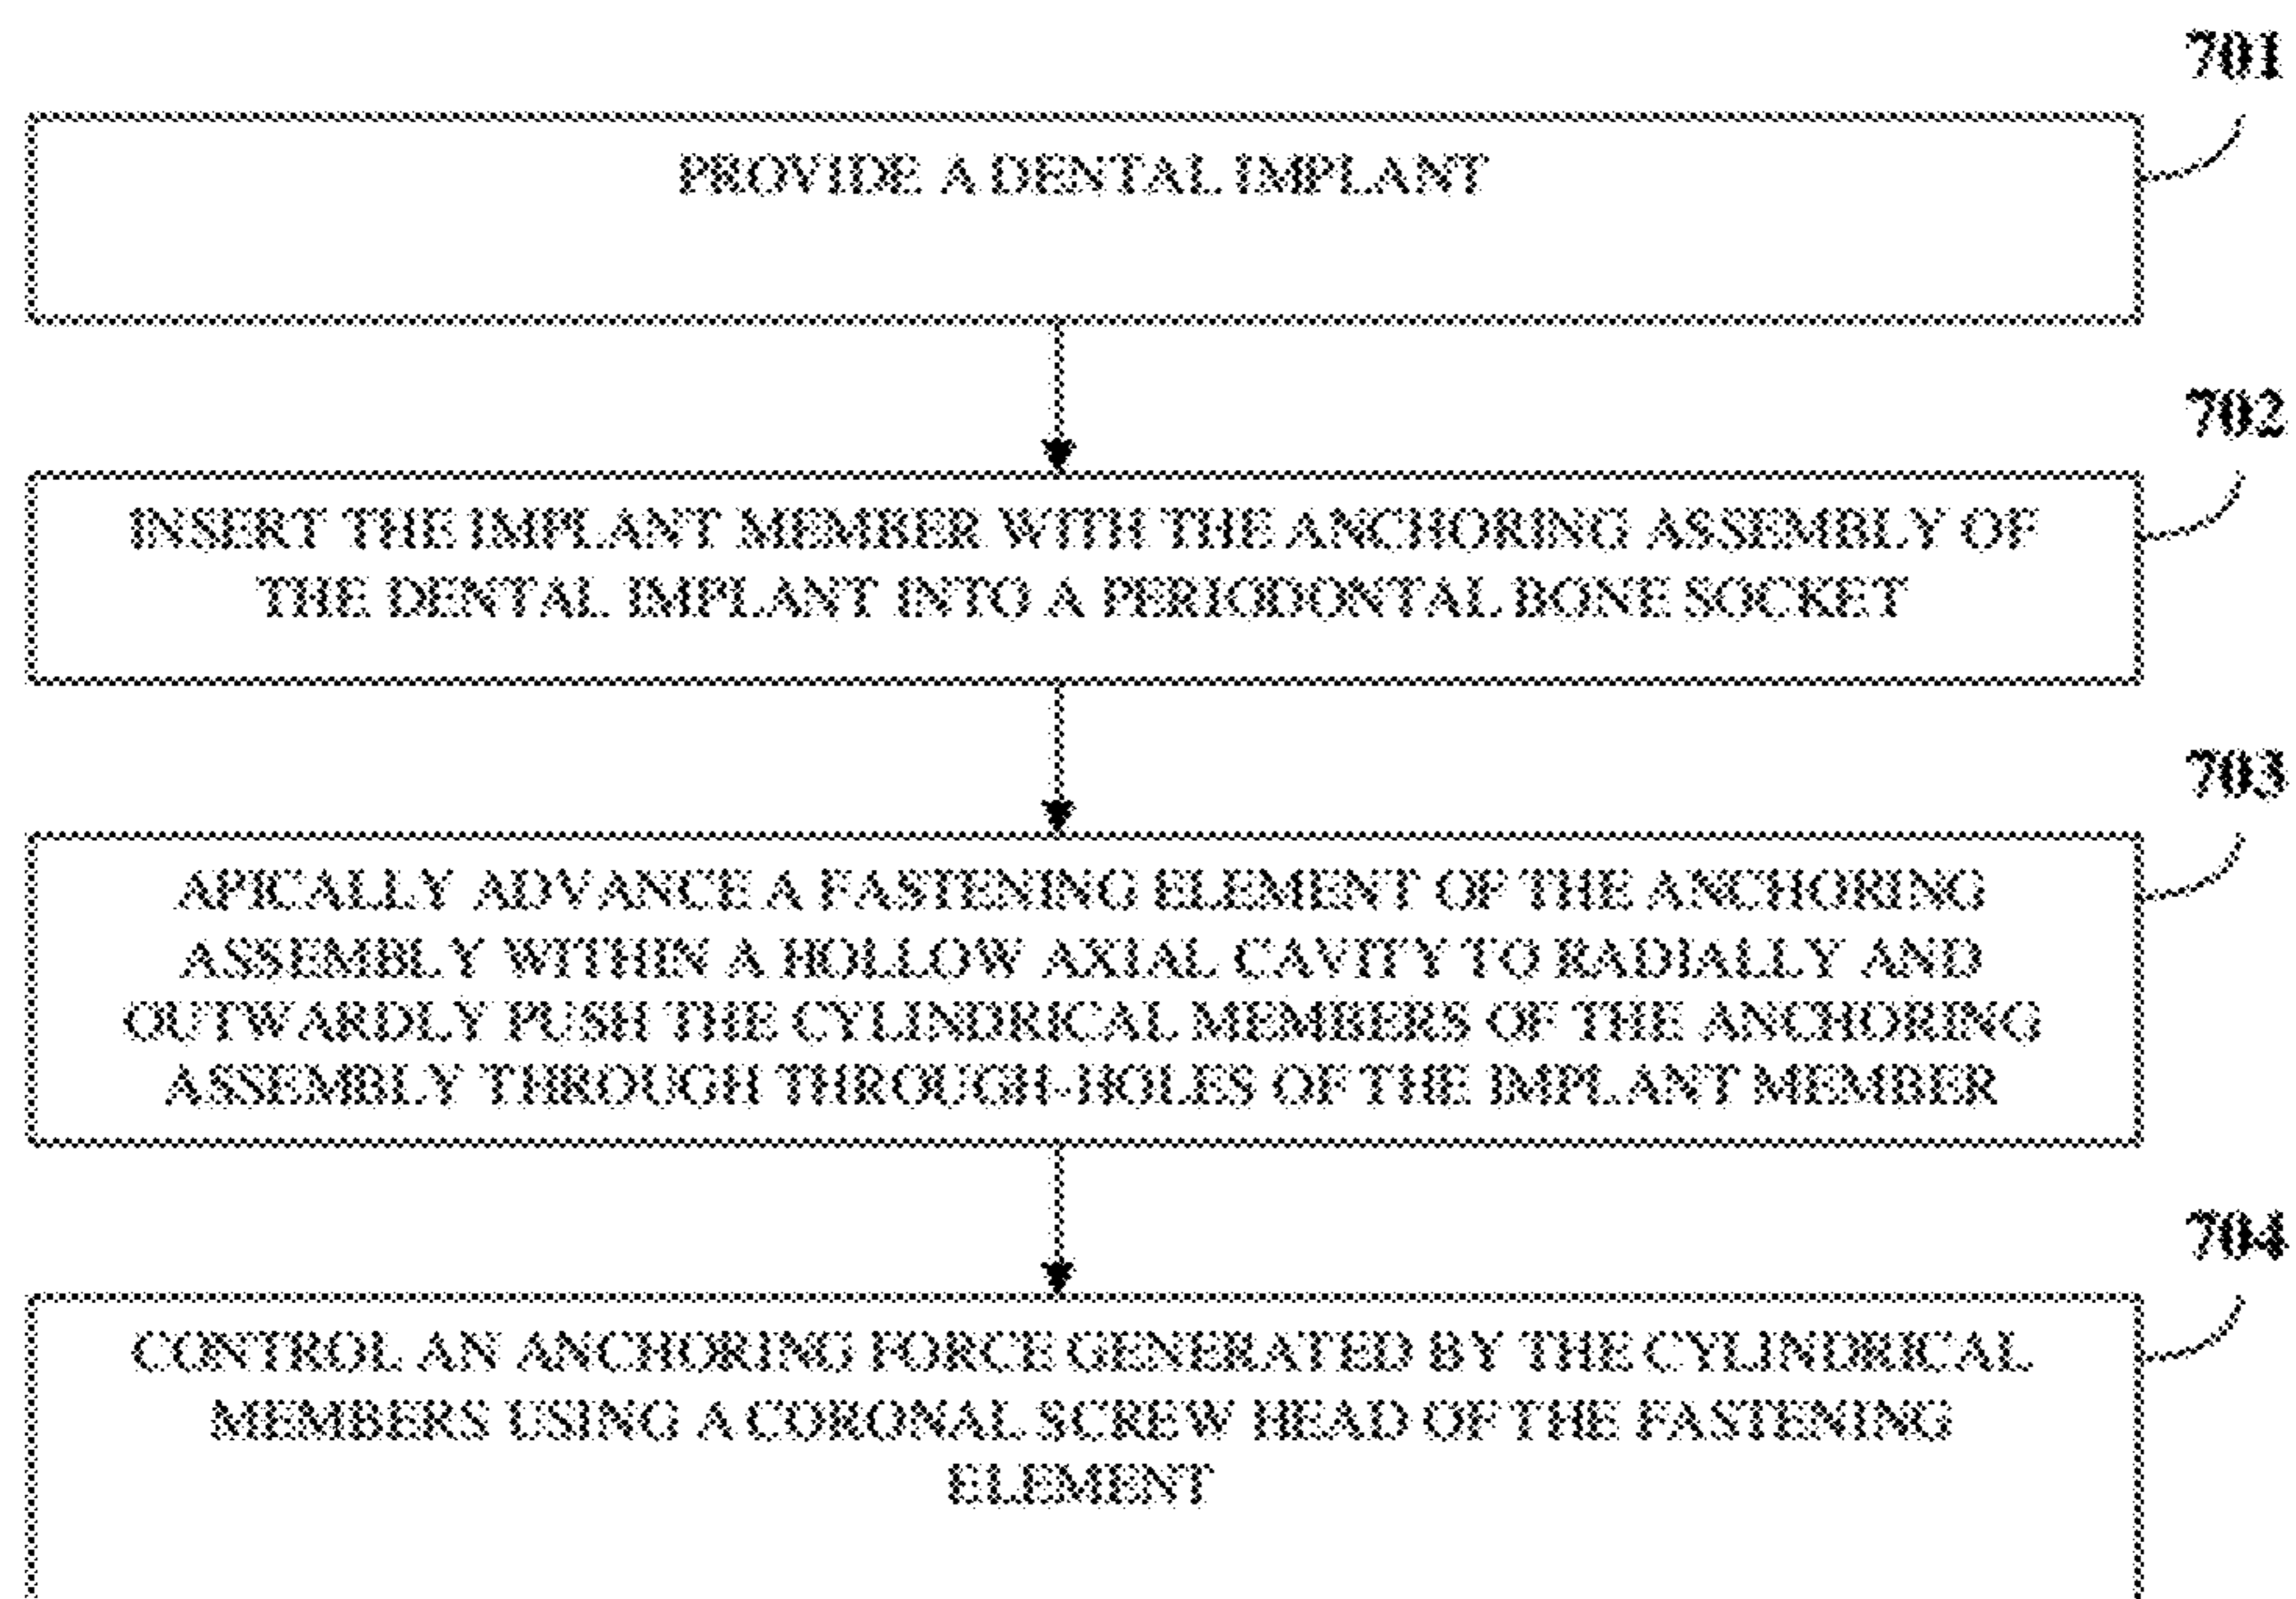 701
PROVIDE A DENTAL IMPLANT
702
INSERT THE IMPLANT MEMBER WITH THE ANCHORING ASSEMBLY OF
THE DENTAL IMPLANT INTO A PERIODONTAL BONE SOCKET
703
APICALLY ADVANCE A FASTENING ELEMENT OF THE ANCHORING
ASSEMBLY WITHIN A HOLLOW AXIAL CAVITY TO RADIALLY AND
OUTWARDLY PUSH THE CYLINDRICAL MEMBERS OF THE ANCHORING
ASSEMBLY THROUGH THROUGH-HOLES OF THE IMPLANT MEMBER
704
CONTROL AN ANCHORING FORCE GENERATED BY THE CYLINDRICAL
MEMBERS USING A CORONAL SCREW HEAD OF THE FASTENING
ELEMENT